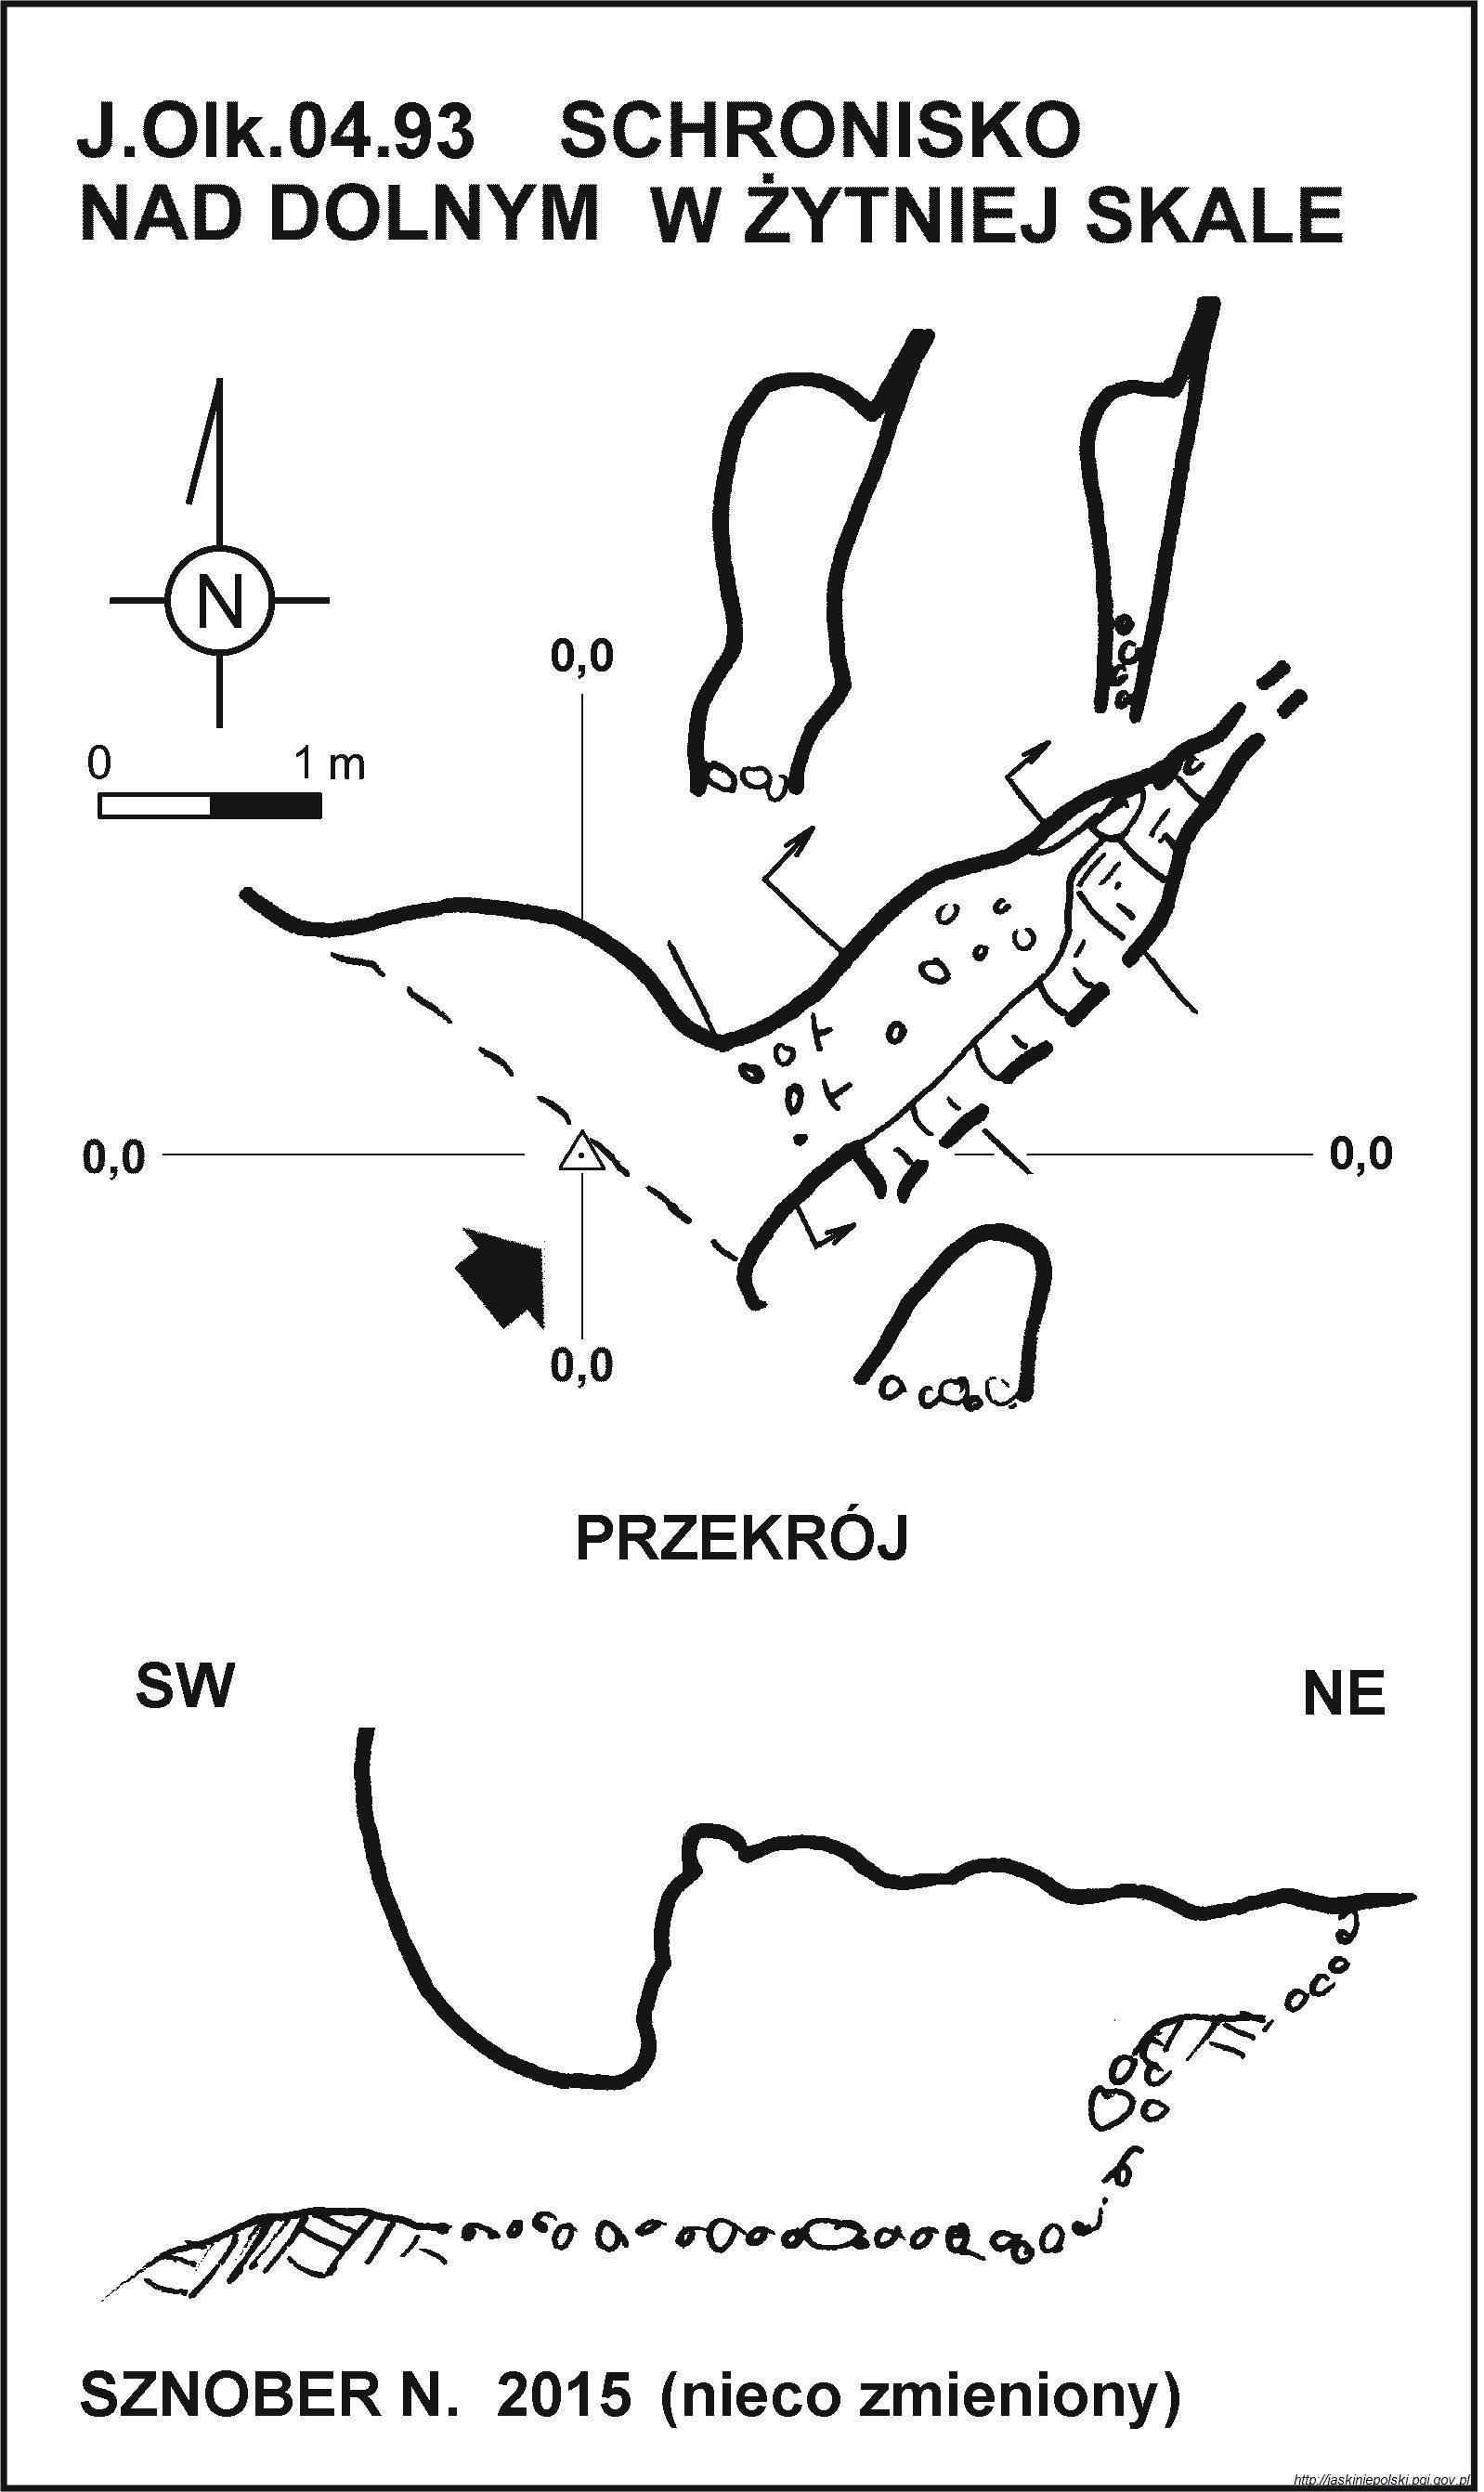 J.Olk.04.93 SCHRONISKO
NAD DOLNYM W ŻYTNIEJ SKALE
N
0 1 m
0,0
0,0
0,0
0,0
PRZEKRÓJ
SW
NE
SZNOBER N. 2015 (nieco zmieniony)
http://jaskiniepolski.pgi.gov.pl